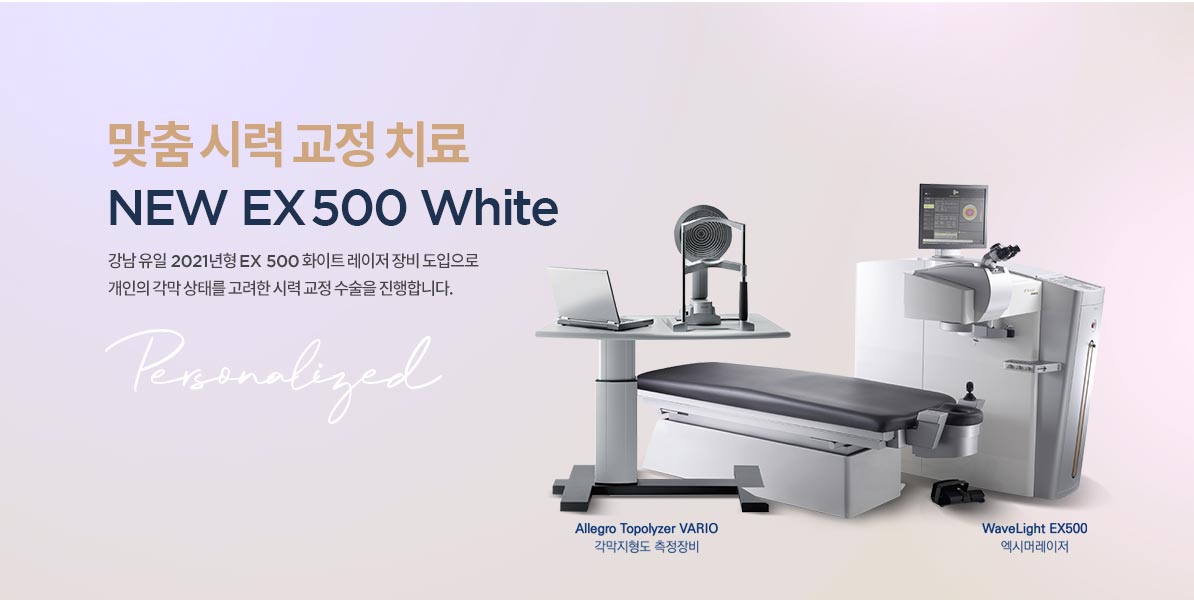 맞춤 시력 교정 치료
NEW EX 500 White
강남 유일 2021년형 EX 500 화이트 레이저 장비 도입으로
개인의 각막 상태를 고려한 시력 교정 수술을 진행합니다.
Personalized
Allegro Topolyzer VARIO
각막지형도 측정장비
WaveLight EX500
엑시머레이저